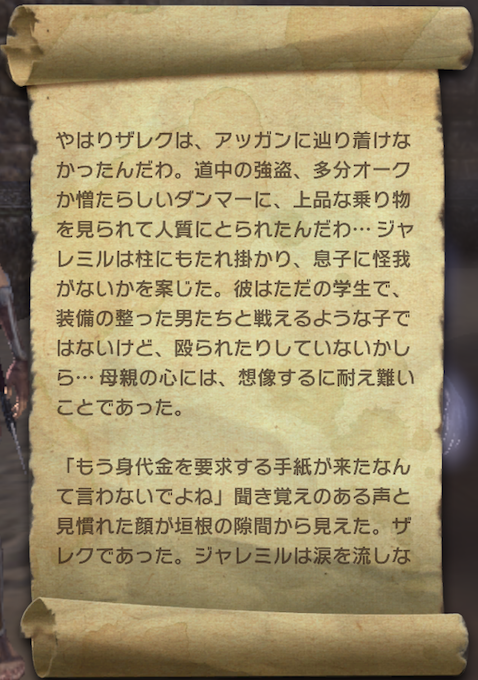 やはりザレクは、アッガンに辿り着けな
かったんだわ。道中の強盗、多分オーク
か憎たらしいダンマーに、上品な乗り物
を見られて人質にとられたんだわ… ジャ
レミルは柱にもたれ掛かり、息子に怪我
がないかを案じた。彼はただの学生で、
装備の整った男たちと戦えるような子で
はないけど、殴られたりしていないかし
ら… 母親の心には、想像するに耐え難い
ことであった。
「もう身代金を要求する手紙が来たなん
て言わないでよね」聞き覚えのある声と
見慣れた顔が垣根の隙間から見えた。ザ
レクであった。ジャレミルは涙を流しな